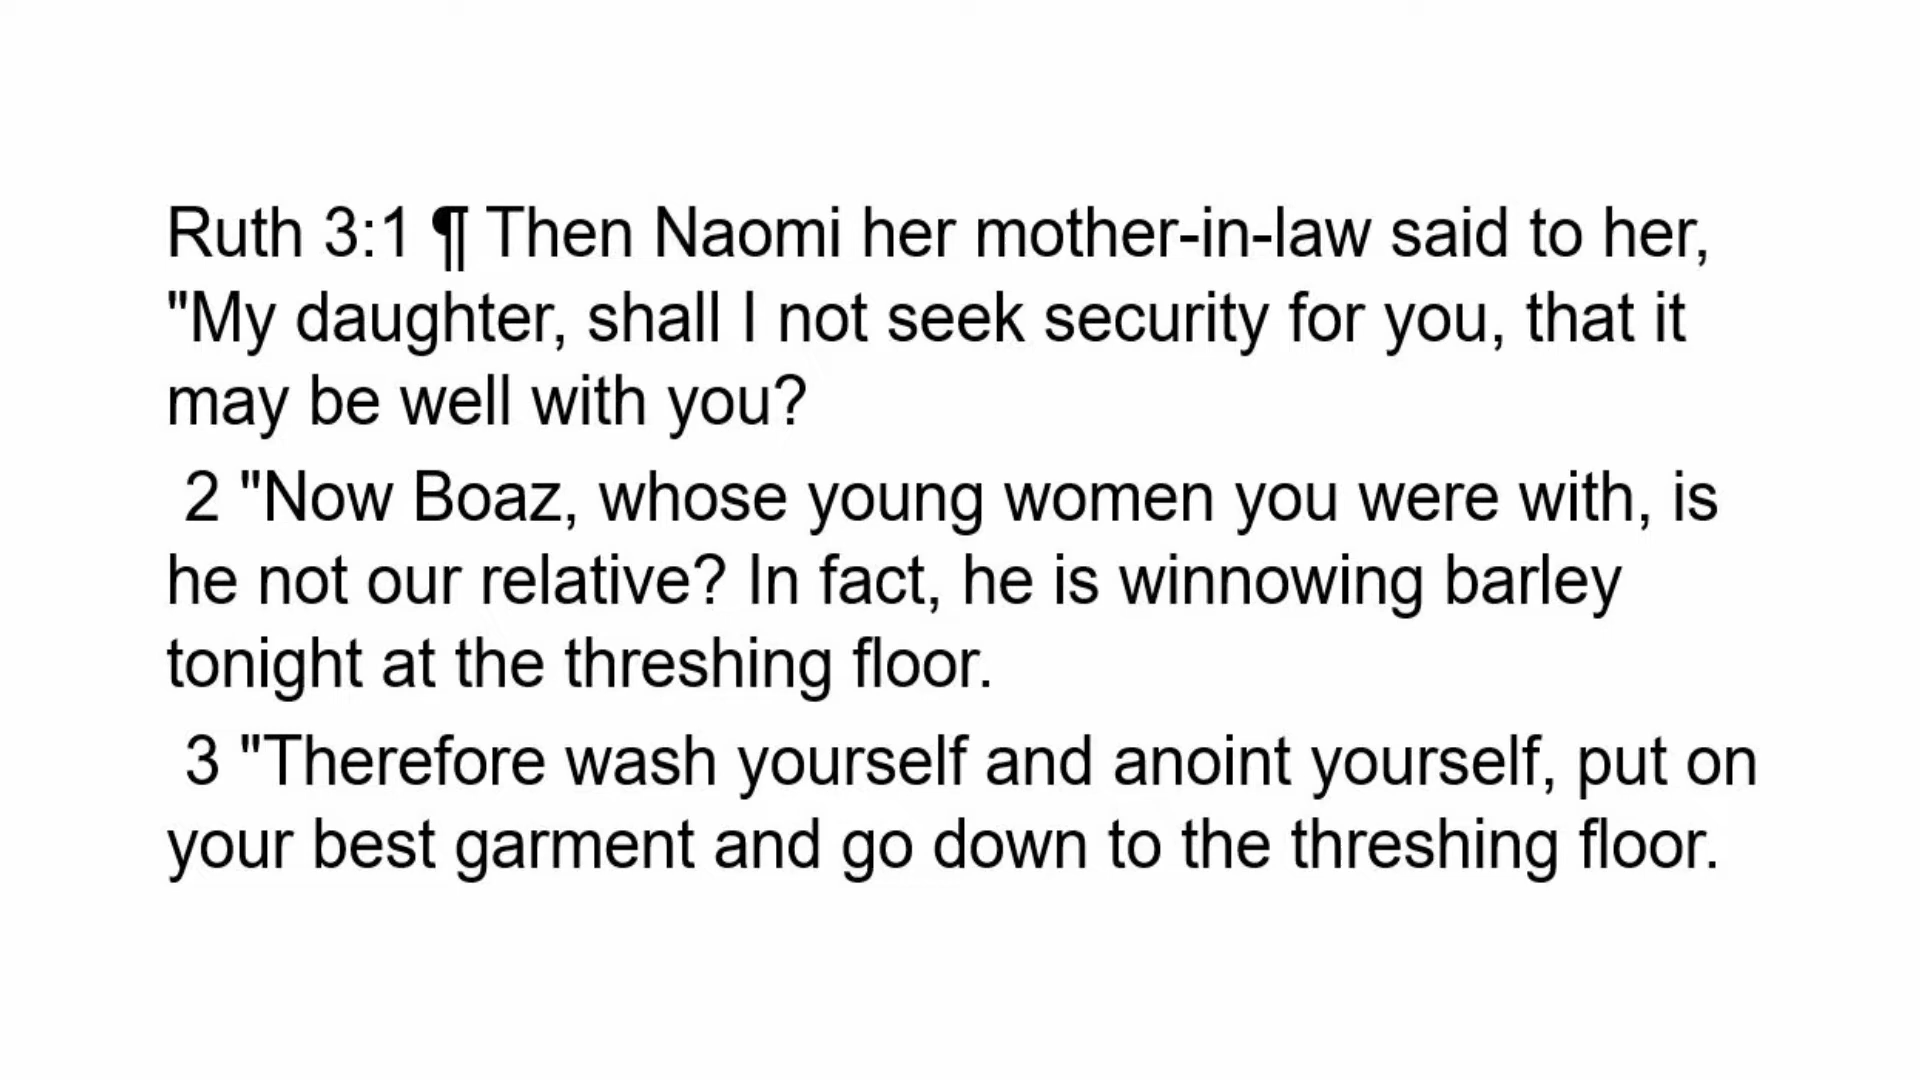 Ruth 3:1 ¶ Then Naomi her mother-in-law said to her,
"My daughter, shall I not seek security for you, that it
may be well with you?
2 "Now Boaz, whose young women you were with, is
he not our relative? In fact, he is winnowing barley
tonight at the threshing floor.
3 "Therefore wash yourself and anoint yourself, put on
your best garment and go down to the threshing floor.